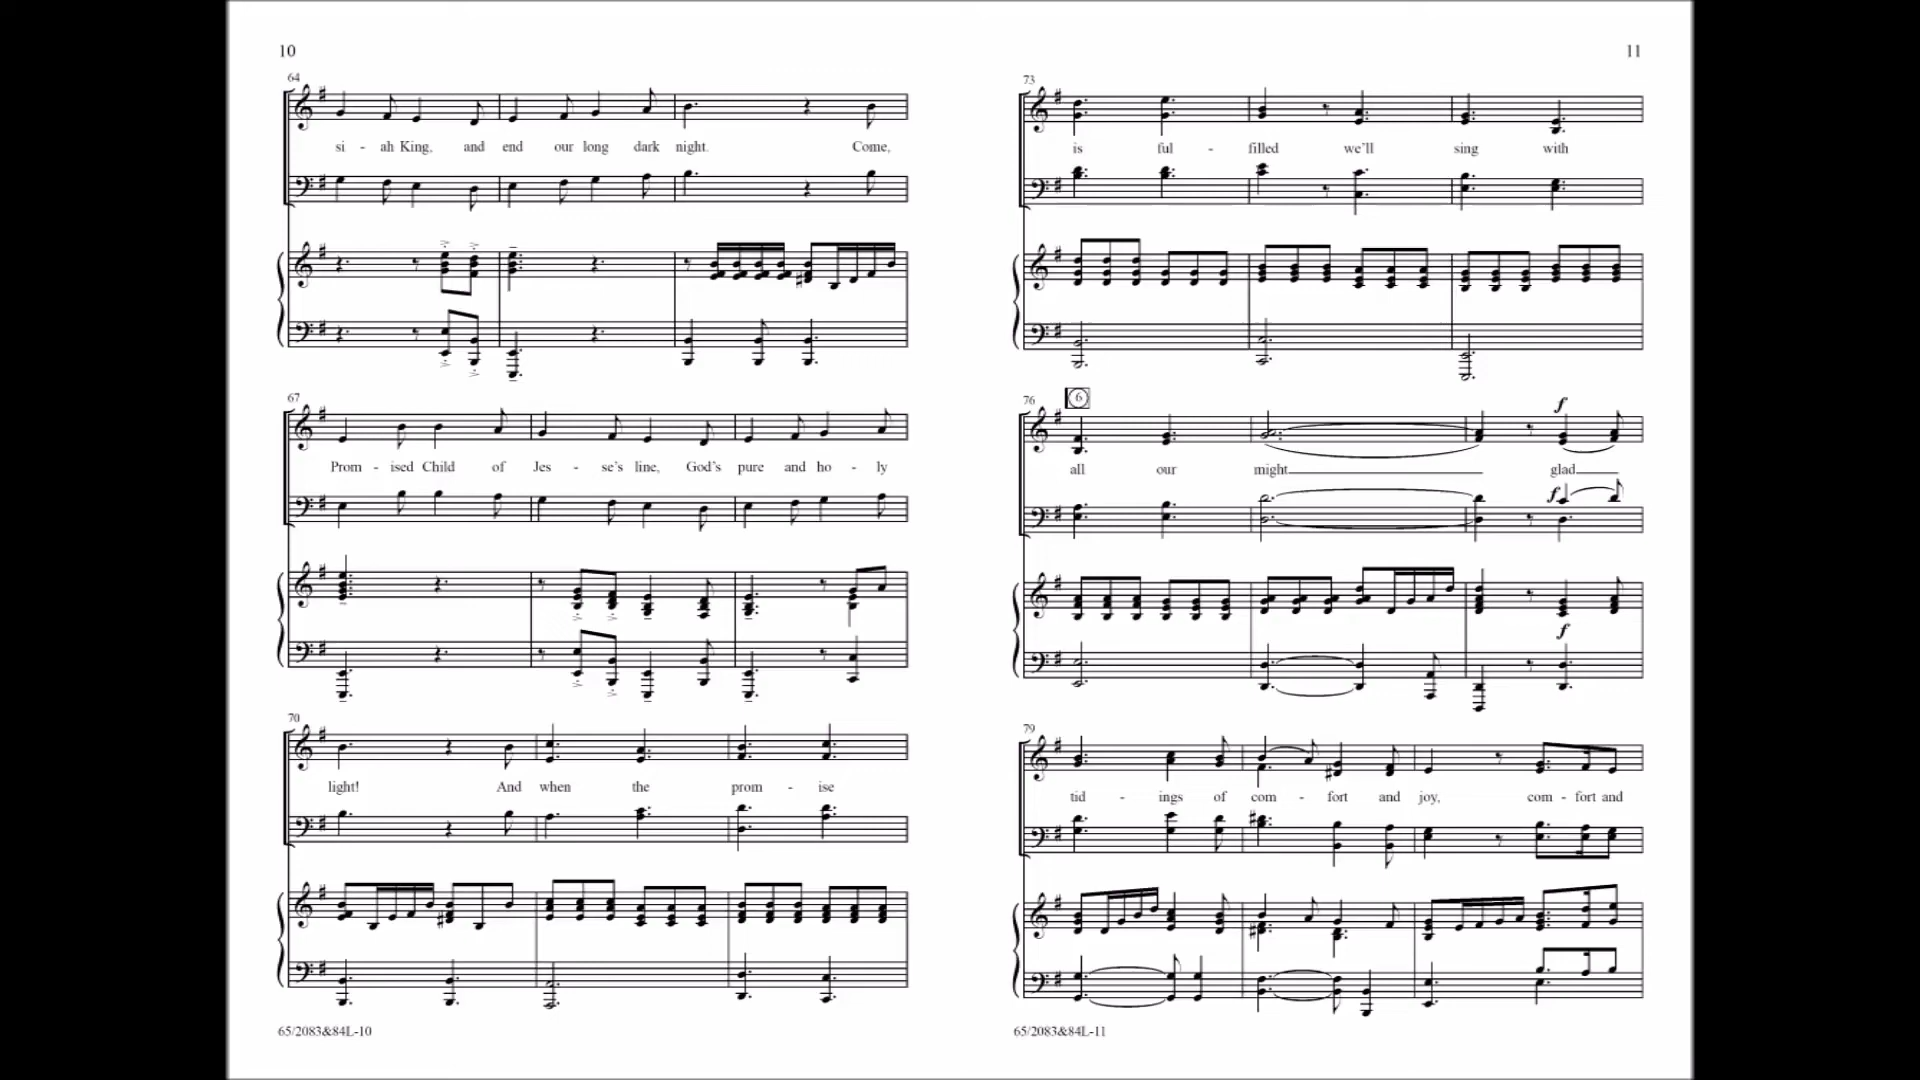 10
64
si - ah King, and end our long dark night. Come,
67
Prom - ised Child of Jes - se's line, God's pure and ho - ly
70
light! And when the prom - ise
65/2083&84L-10
11
73
is ful - filled we'll sing with
76
6
f
all our might glad
f
f
79
tid - ings of com - fort and joy, com - fort and
65/2083&84L-11